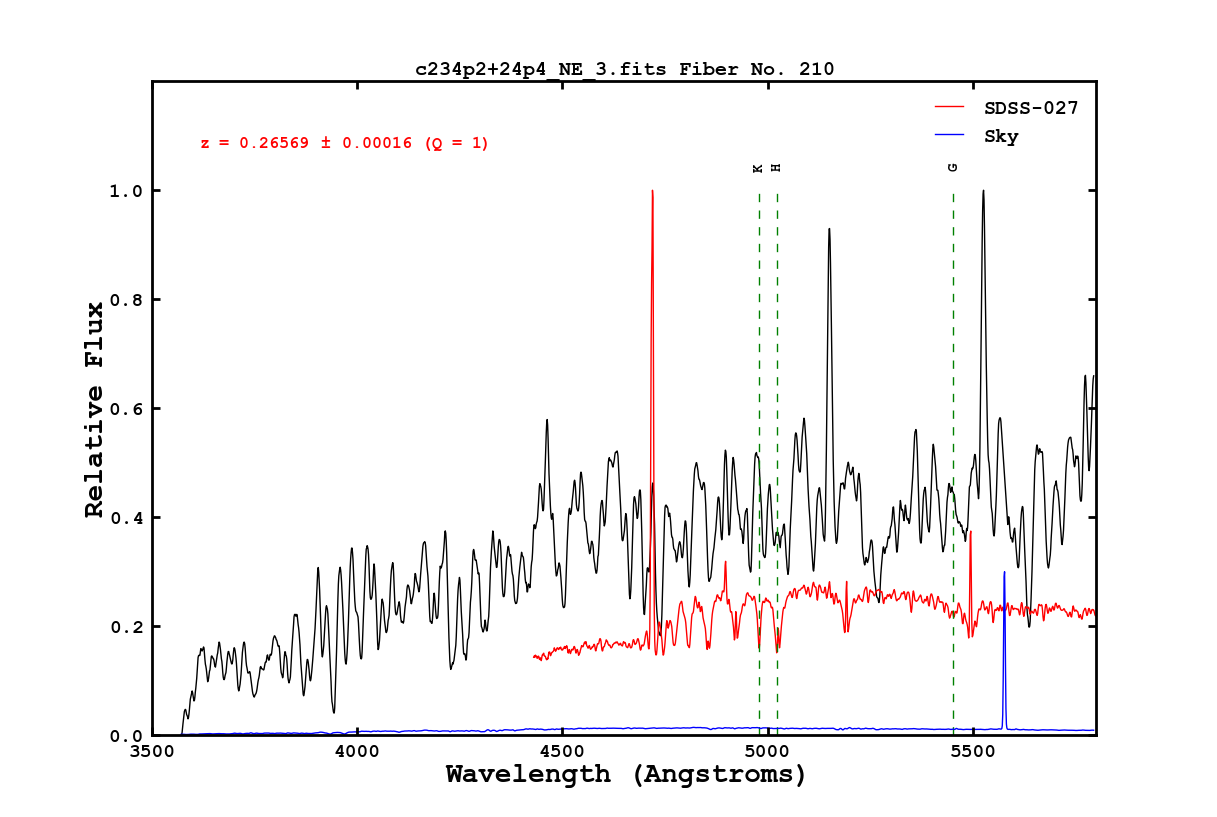 c234p2+24p4_NE_3.fits Fiber No. 210
SDSS-027
Sky
z = 0.26569 ± 0.00016 (Q = 1)
K H G
1.0
0.8
0.6
0.4
0.2
0.0
Relative Flux
3500 4000 4500 5000 5500
Wavelength (Angstroms)